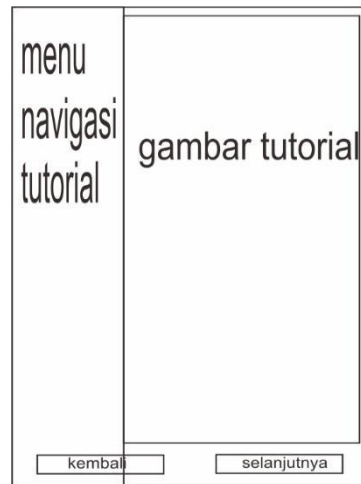 menu
navigasi
tutorial
gambar tutorial
kembali
selanjutnya